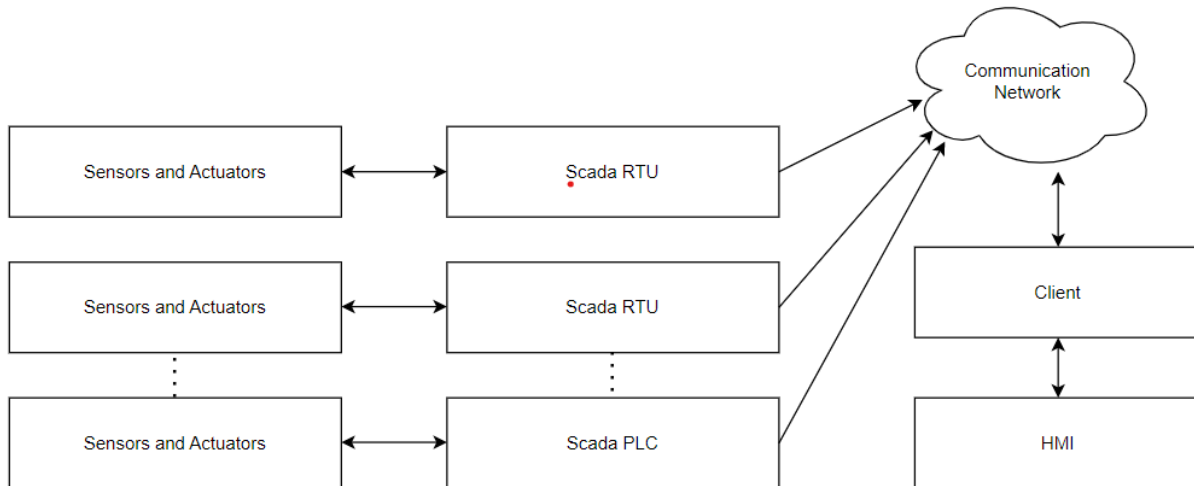 Communication
Network
Sensors and Actuators
Scada RTU
Sensors and Actuators
Scada RTU
Client
Sensors and Actuators
Scada PLC
HMI